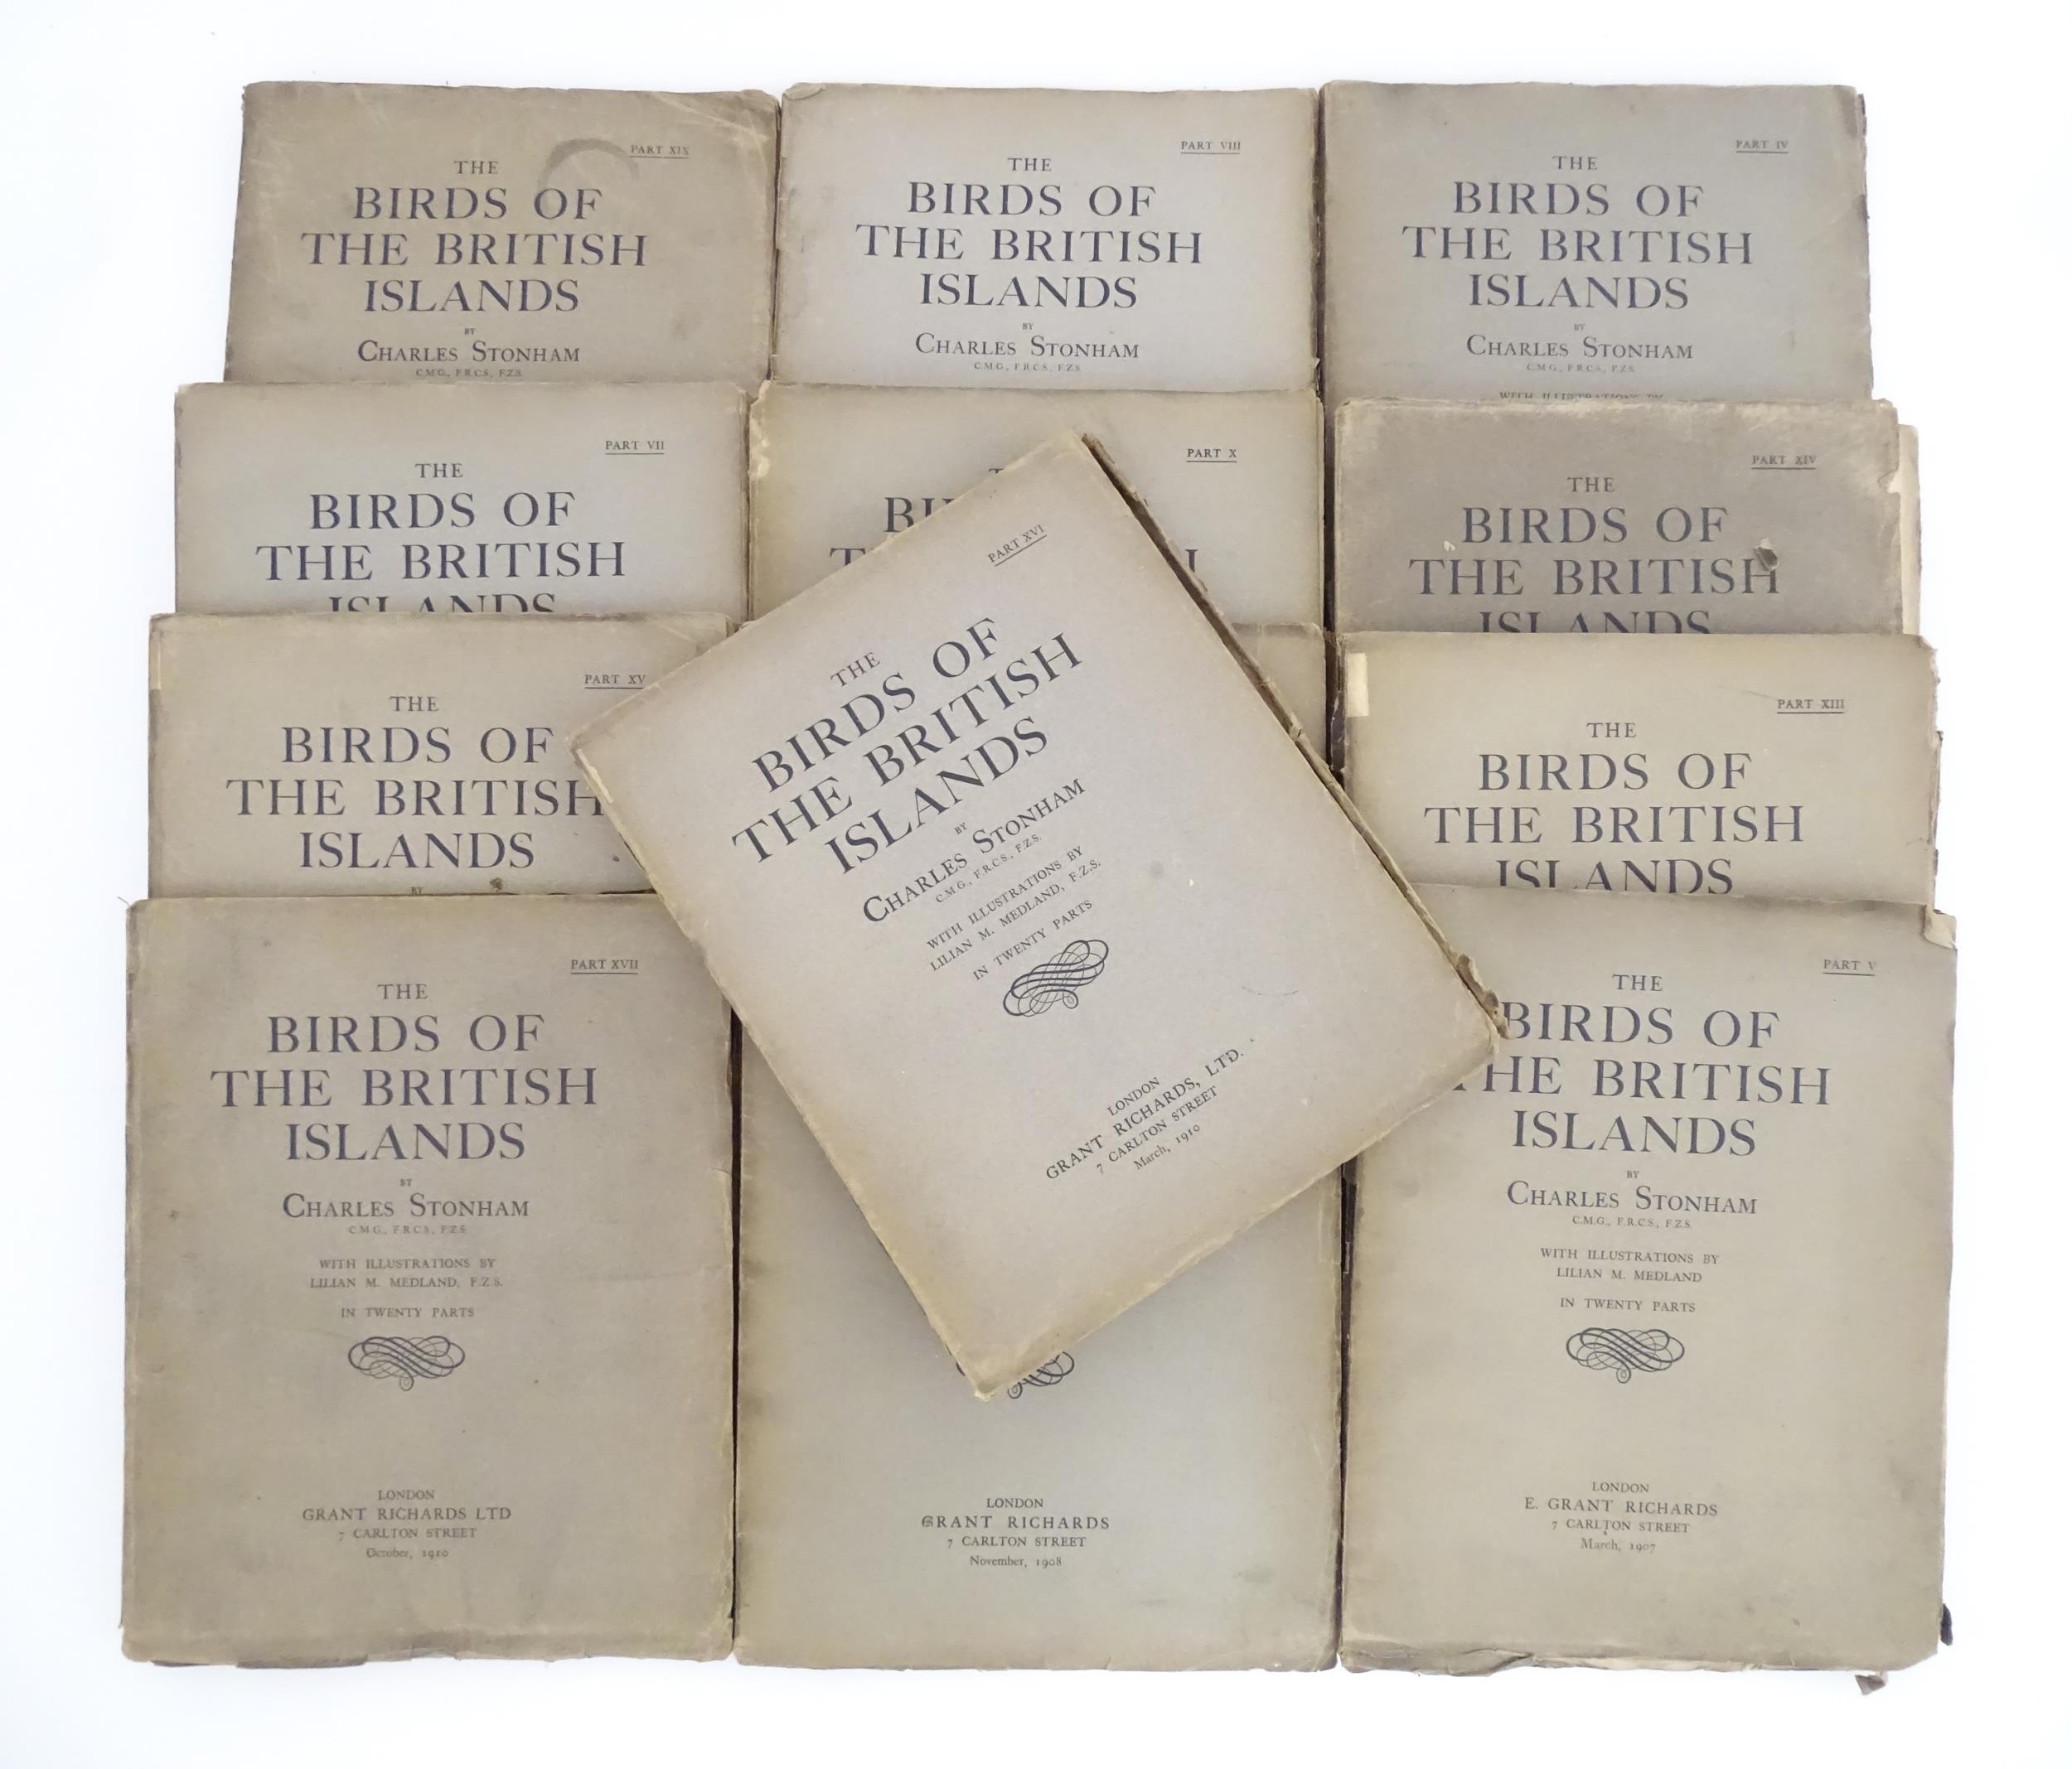 PART XIX
THE
BIRDS OF
THE BRITISH
ISLANDS
BY
CHARLES STONHAM
C.M.G., F.R.C.S., F.Z.S.
PART VIII
THE
BIRDS OF
THE BRITISH
ISLANDS
BY
CHARLES STONHAM
C.M.G., F.R.C.S., F.Z.S.
PART IV
THE
BIRDS OF
THE BRITISH
ISLANDS
BY
CHARLES STONHAM
C.M.G., F.R.C.S., F.Z.S.
WITH ILLUSTRATIONS BY
PART VII
THE
BIRDS OF
THE BRITISH
ISLANDS
PART X
PART XIV
THE
BIRDS OF
THE BRITISH
ISLANDS
PART XV
THE
BIRDS OF
THE BRITISH
ISLANDS
BY
PART XVI
THE
BIRDS OF
THE BRITISH
ISLANDS
BY
CHARLES STONHAM
C.M.G., F.R.C.S., F.Z.S.
WITH ILLUSTRATIONS BY
LILIAN M. MEDLAND, F.Z.S.
IN TWENTY PARTS
LONDON
GRANT RICHARDS, LTD.
7 CARLTON STREET
March, 1910
PART XIII
THE
BIRDS OF
THE BRITISH
ISLANDS
PART XVII
THE
BIRDS OF
THE BRITISH
ISLANDS
BY
CHARLES STONHAM
C.M.G., F.R.C.S., F.Z.S.
WITH ILLUSTRATIONS BY
LILIAN M. MEDLAND, F.Z.S.
IN TWENTY PARTS
LONDON
GRANT RICHARDS LTD
7 CARLTON STREET
October, 1910
LONDON
GRANT RICHARDS
7 CARLTON STREET
November, 1908
PART V
THE
BIRDS OF
THE BRITISH
ISLANDS
BY
CHARLES STONHAM
C.M.G., F.R.C.S., F.Z.S.
WITH ILLUSTRATIONS BY
LILIAN M. MEDLAND
IN TWENTY PARTS
LONDON
E. GRANT RICHARDS
7 CARLTON STREET
March, 1907